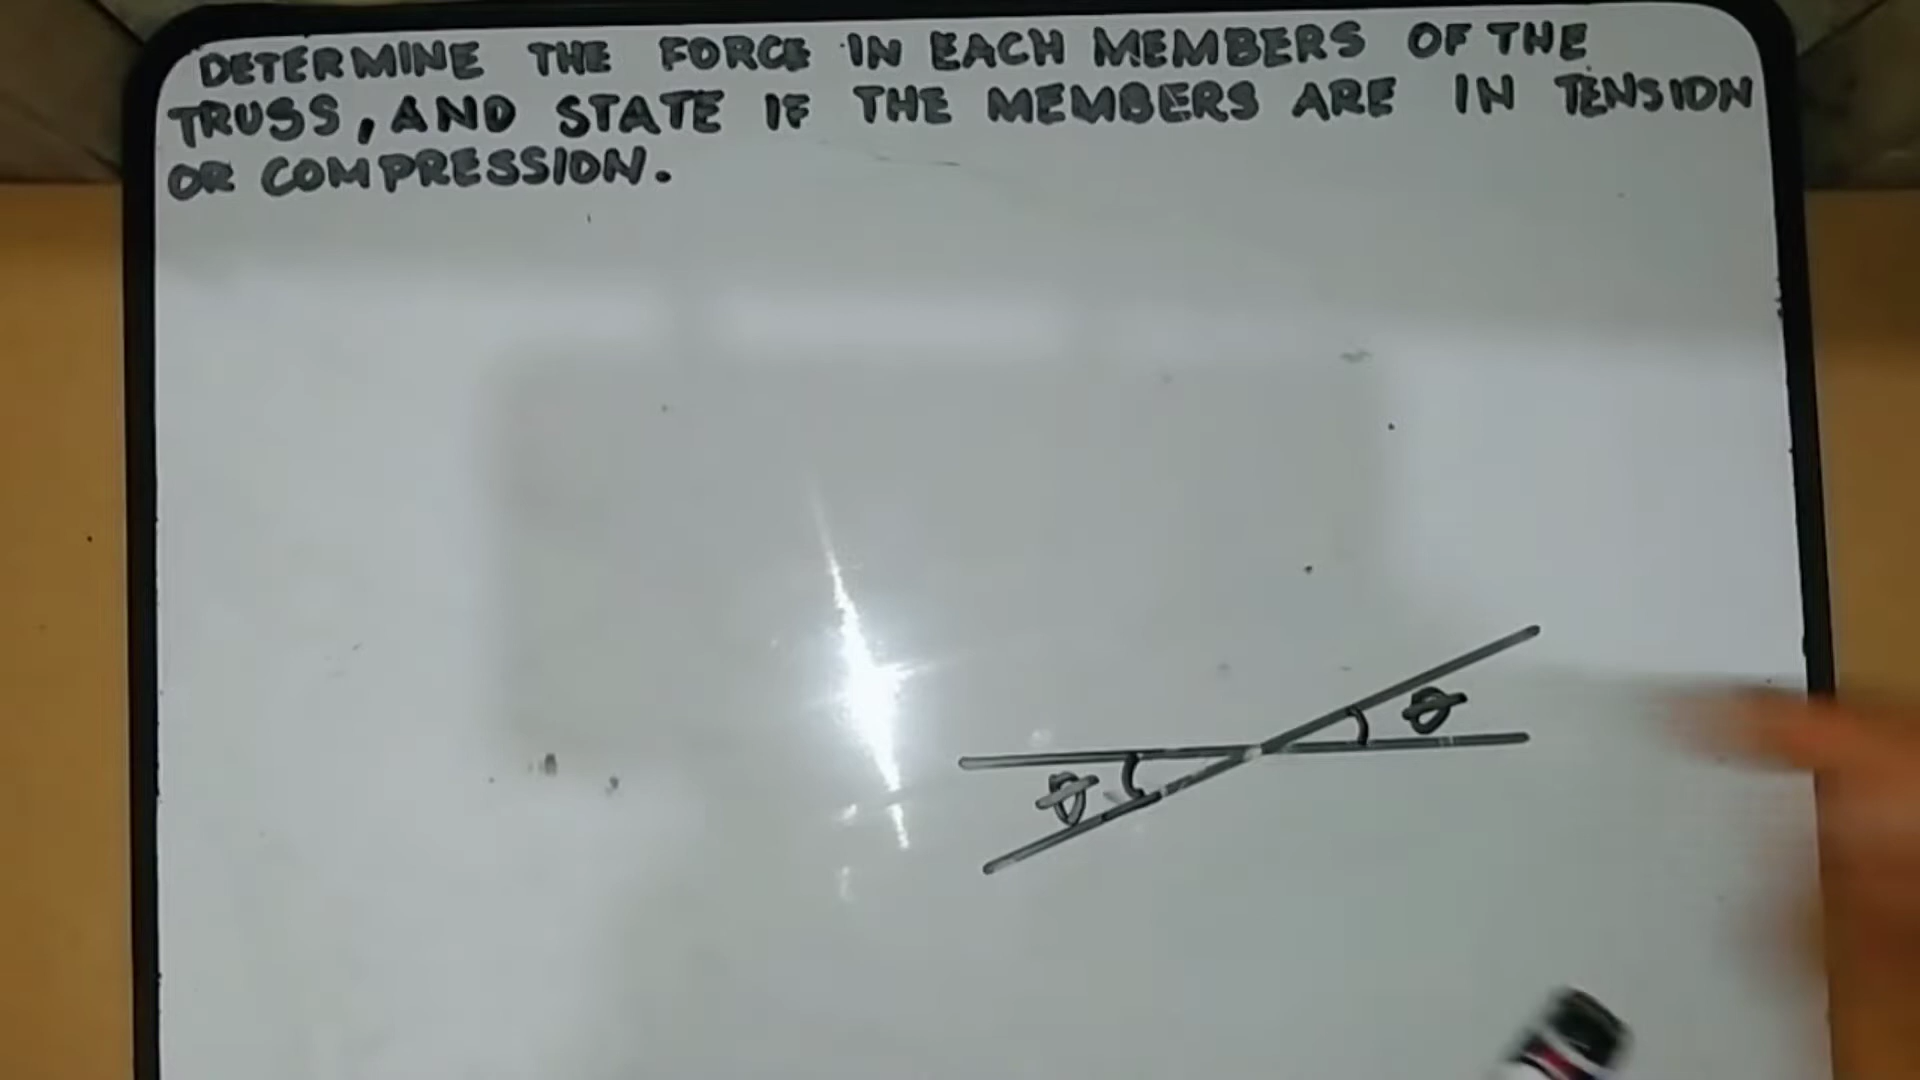 DETERMINE THE FORCE IN EACH MEMBERS OF THE
TRUSS, AND STATE IF THE MEMBERS ARE IN TENSION
OR COMPRESSION.
θ
θ